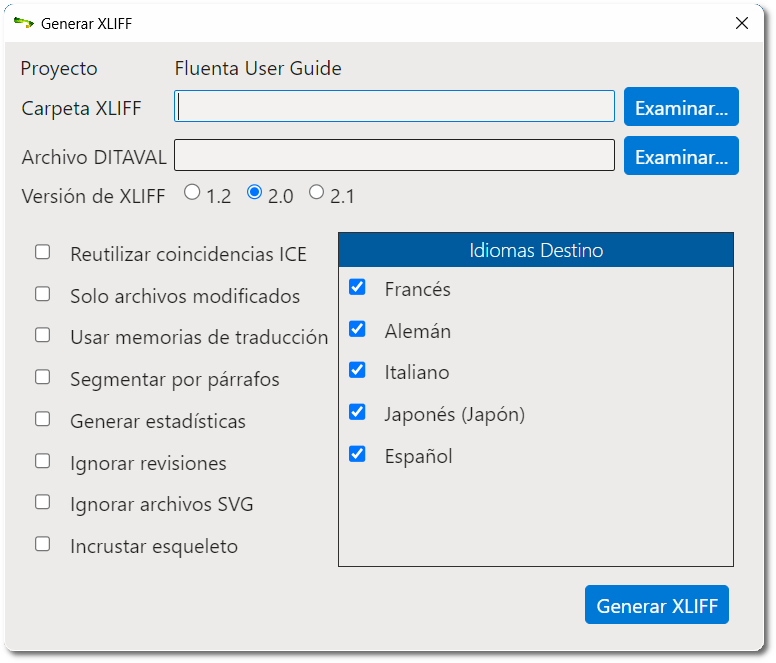 Generar XLIFF
Proyecto Fluenta User Guide
Carpeta XLIFF Examinar...
Archivo DITAVAL Examinar...
Versión de XLIFF 1.2 2.0 2.1
Reutilizar coincidencias ICE
Solo archivos modificados
Usar memorias de traducción
Segmentar por párrafos
Generar estadísticas
Ignorar revisiones
Ignorar archivos SVG
Incrustar esqueleto
Idiomas Destino
Francés
Alemán
Italiano
Japonés (Japón)
Español
Generar XLIFF